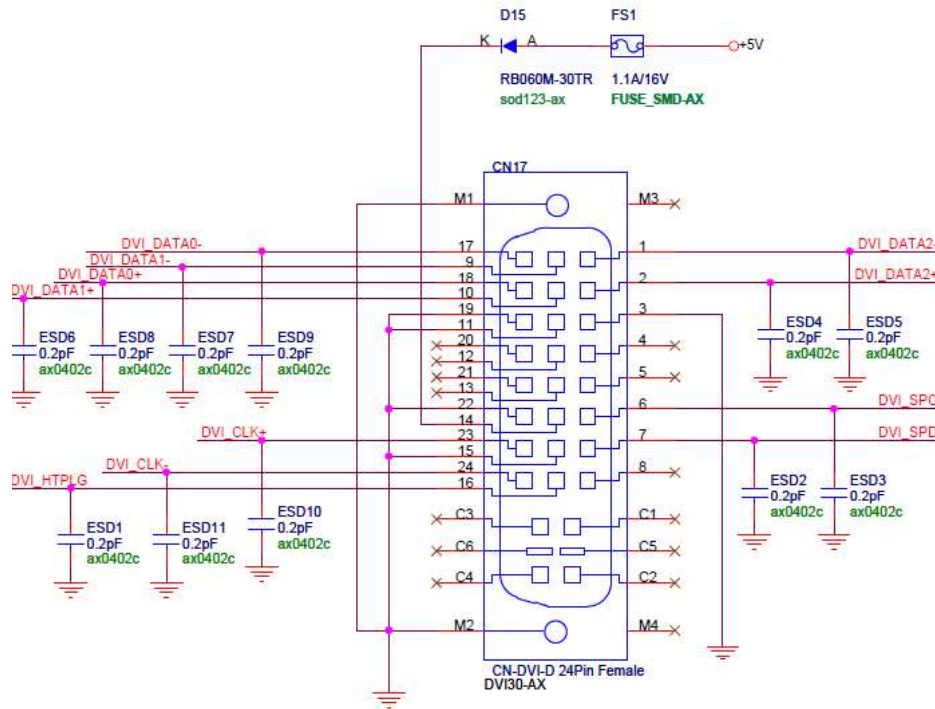 D15 FS1
K A +5V
RB060M-30TR 1.1A/16V
sod123-ax FUSE_SMD-AX
CN17
M1 M3
DVI_DATA0- 17 1 DVI_DATA2-
DVI_DATA1- 9
DVI_DATA0+ 18 2 DVI_DATA2+
DVI_DATA1+ 10
19 3
11
20 4
12
21 5
13
22 6 DVI_SPC
14
DVI_CLK+ 23 7 DVI_SPD
15
DVI_CLK- 24 8
DVI_HTPLG 16
ESD6 ESD8 ESD7 ESD9 ESD4 ESD5
0.2pF 0.2pF 0.2pF 0.2pF 0.2pF 0.2pF
ax0402c ax0402c ax0402c ax0402c ax0402c ax0402c
ESD2 ESD3
0.2pF 0.2pF
ax0402c ax0402c
ESD1 ESD11 ESD10
0.2pF 0.2pF 0.2pF
ax0402c ax0402c ax0402c
C3 C1
C6 C5
C4 C2
M2 M4
CN-DVI-D 24Pin Female
DVI30-AX